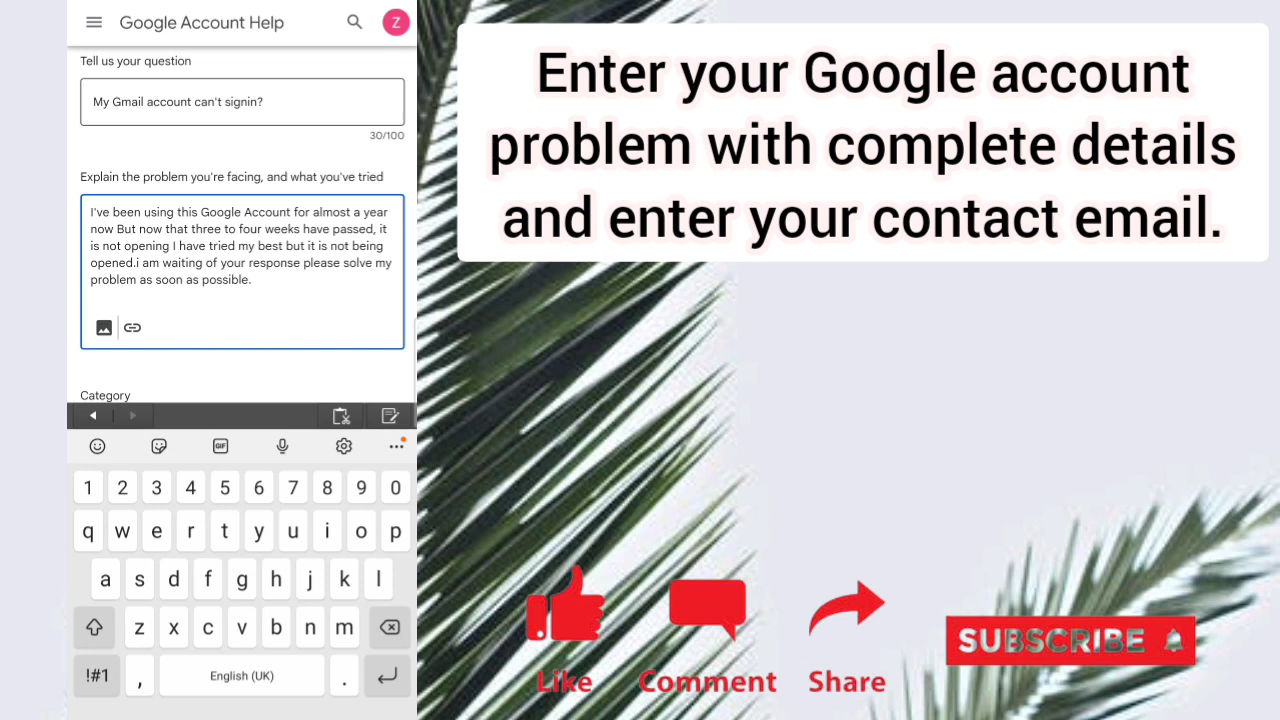 Google Account Help
Z
Tell us your question
My Gmail account can't signin?
30/100
Explain the problem you're facing, and what you've tried
I've been using this Google Account for almost a year
now But now that three to four weeks have passed, it
is not opening I have tried my best but it is not being
opened.i am waiting of your response please solve my
problem as soon as possible.
Category
GIF
1 2 3 4 5 6 7 8 9 0
q w e r t y u i o p
a s d f g h j k l
z x c v b n m
!#1 , English (UK) .
Enter your Google account
problem with complete details
and enter your contact email.
Like Comment Share
SUBSCRIBE